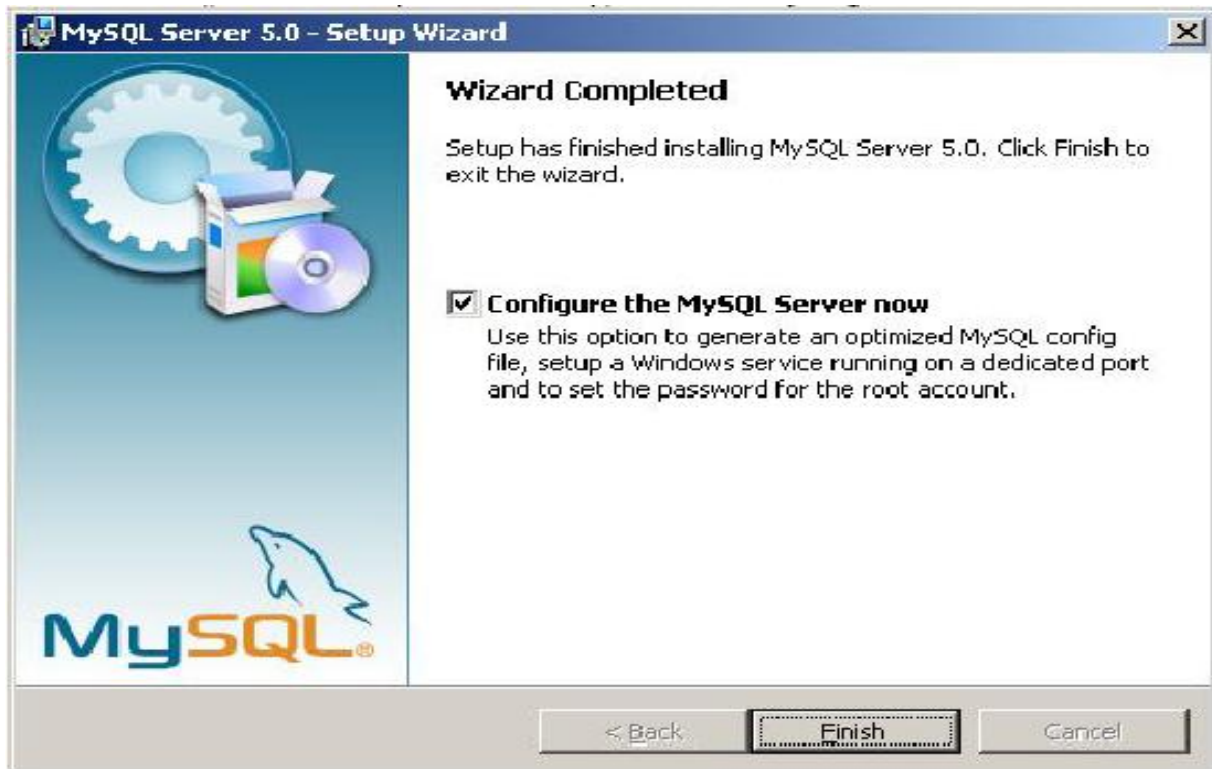 MySQL Server 5.0 - Setup Wizard
Wizard Completed
Setup has finished installing MySQL Server 5.0. Click Finish to
exit the wizard.
Configure the MySQL Server now
Use this option to generate an optimized MySQL config
file, setup a Windows service running on a dedicated port
and to set the password for the root account.
MySQL®
< Back
Finish
Cancel